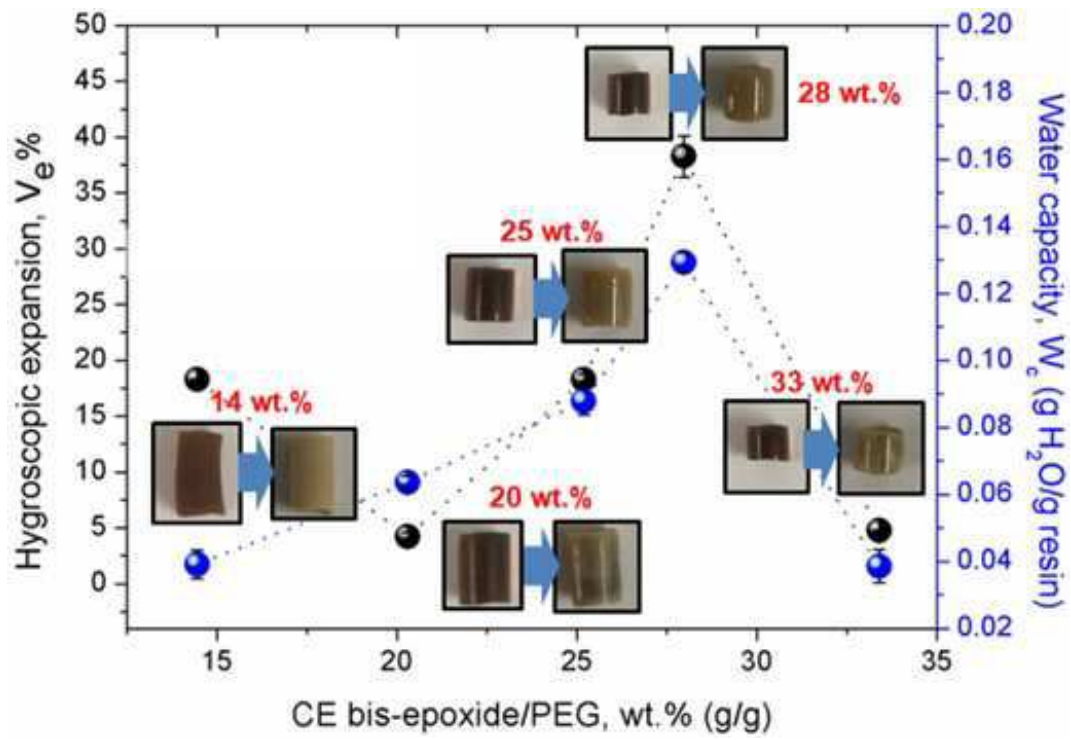 Hygroscopic expansion, Ve%
50
45
40
35
30
25
20
15
10
5
0
28 wt.%
25 wt.%
14 wt.%
33 wt.%
20 wt.%
0.20
0.18
0.16
0.14
0.12
0.10
0.08
0.06
0.04
0.02
Water capacity, Wc (g H2O/g resin)
15 20 25 30 35
CE bis-epoxide/PEG, wt.% (g/g)